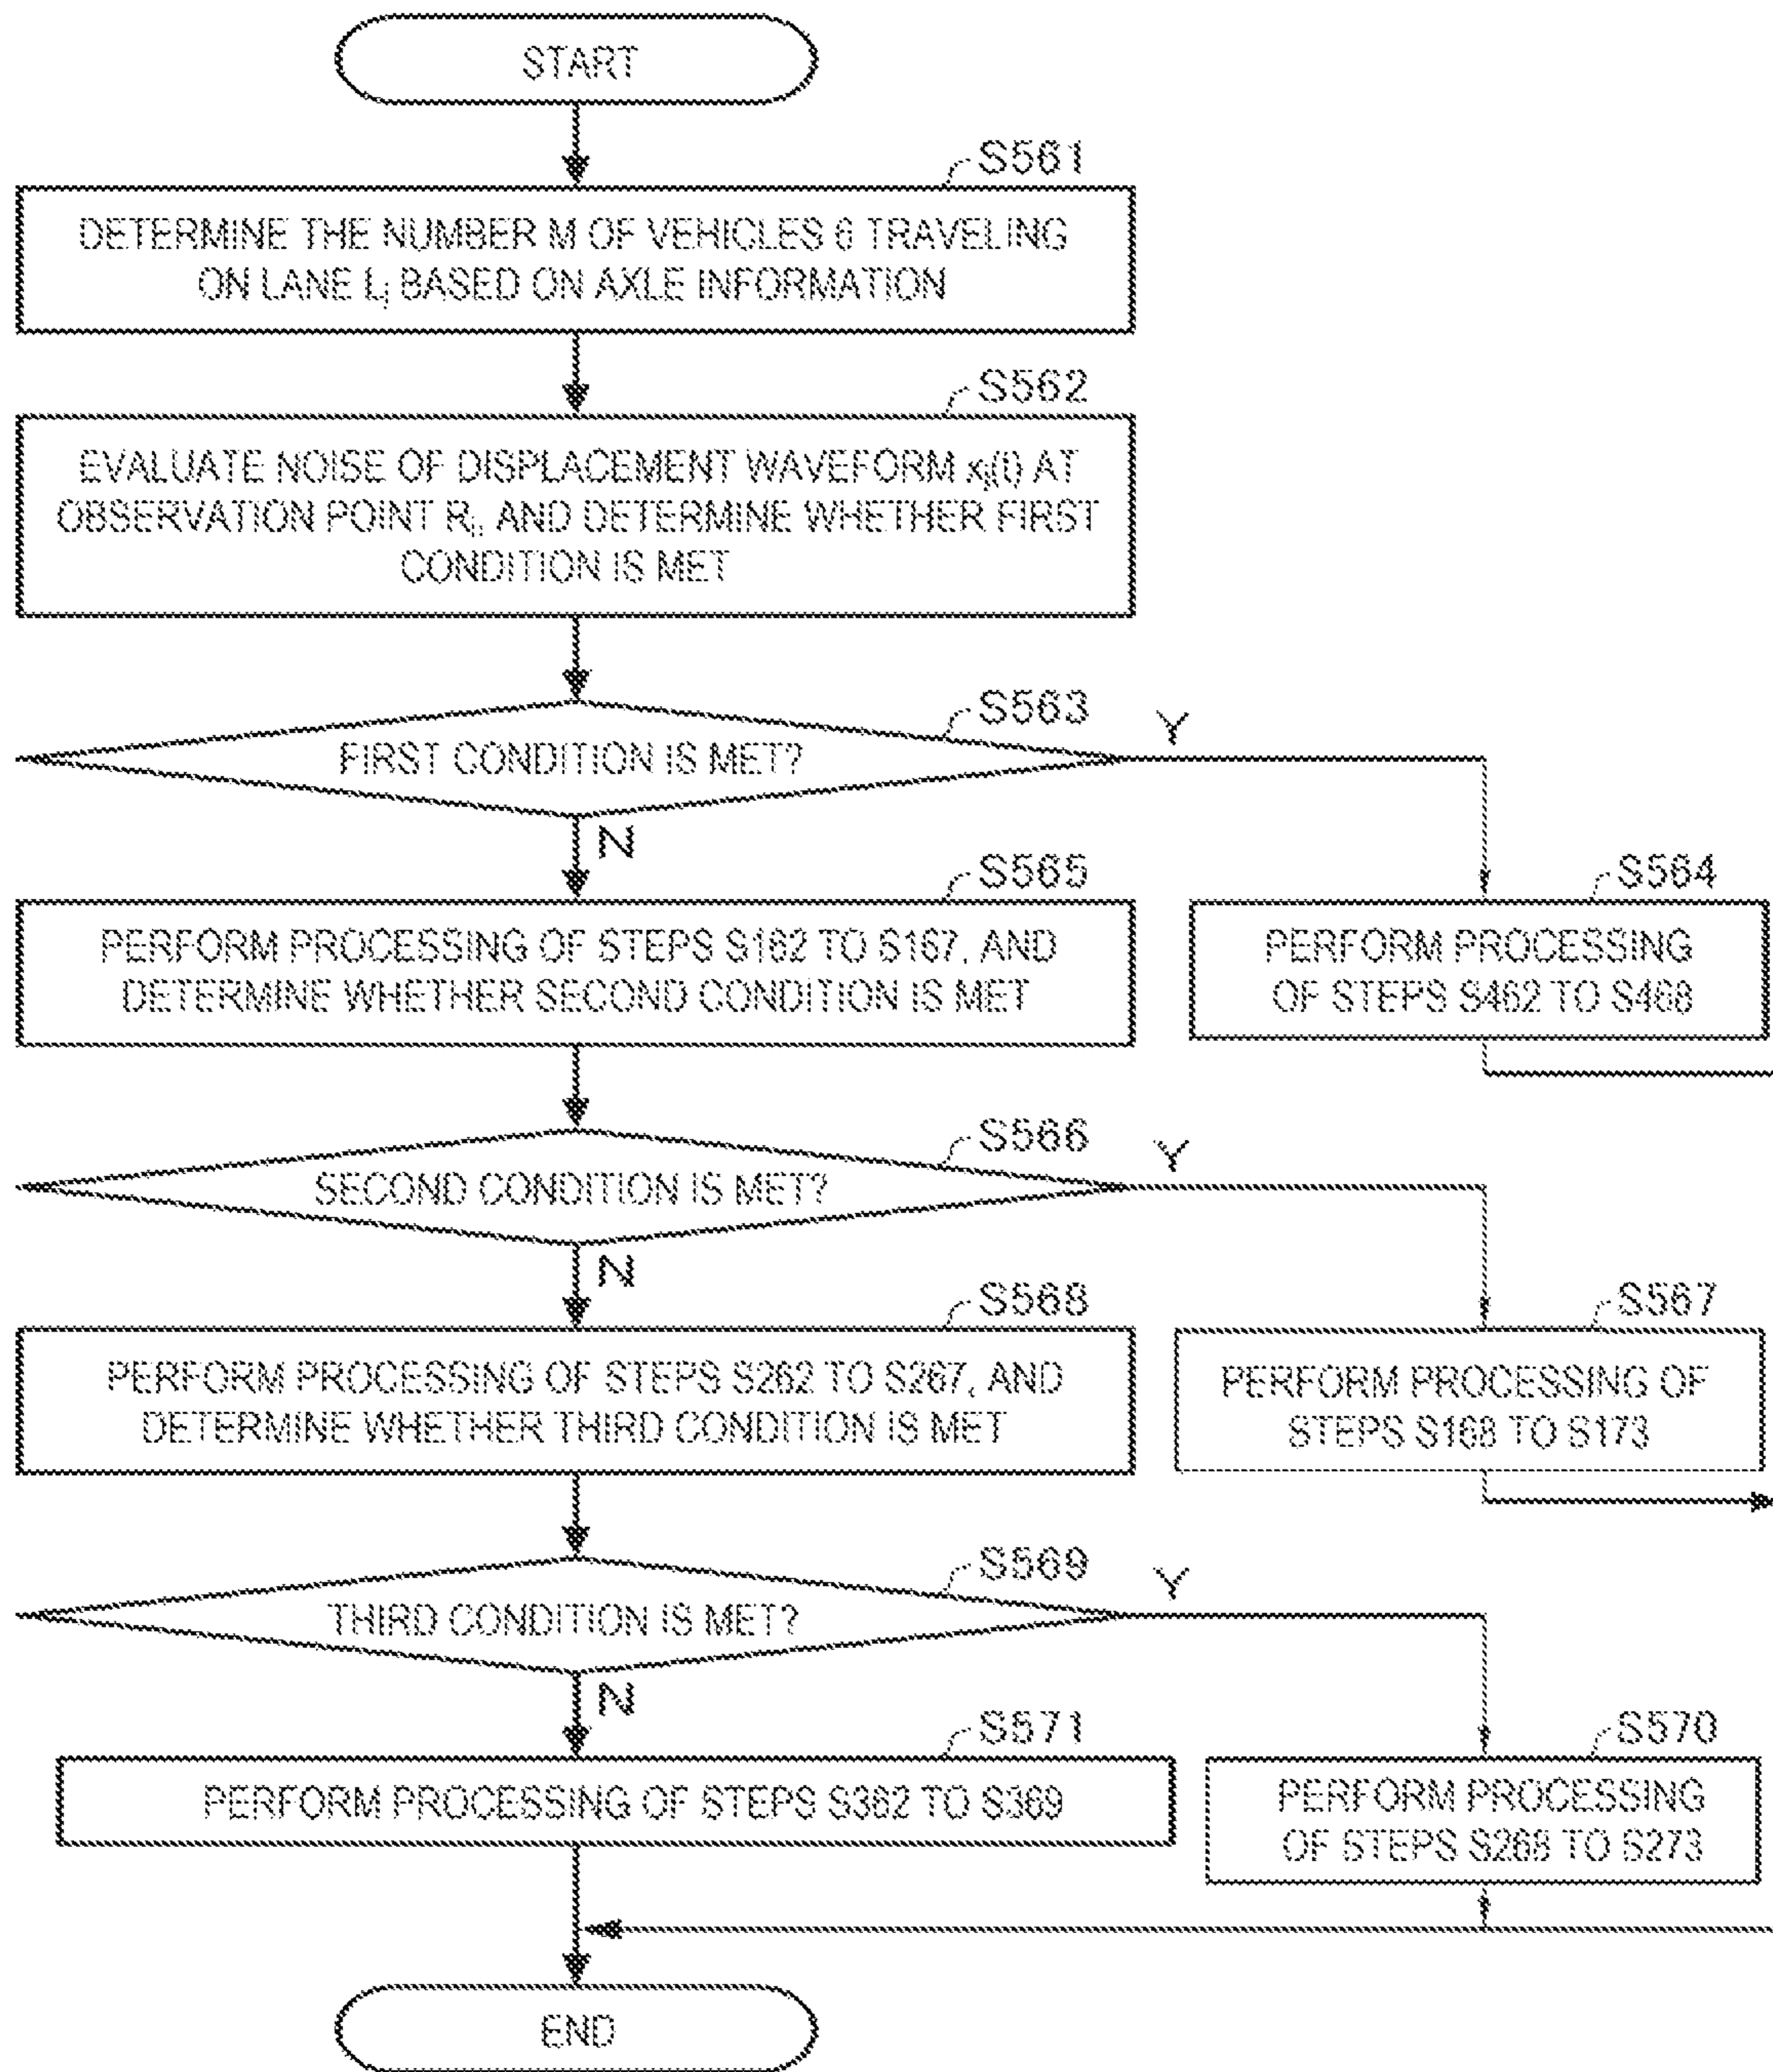 START
S561
DETERMINE THE NUMBER M OF VEHICLES 6 TRAVELING
ON LANE Lj BASED ON AXLE INFORMATION
S562
EVALUATE NOISE OF DISPLACEMENT WAVEFORM xj(t) AT
OBSERVATION POINT Rj, AND DETERMINE WHETHER FIRST
CONDITION IS MET
S563
FIRST CONDITION IS MET?
Y
N
S565
PERFORM PROCESSING OF STEPS S162 TO S167, AND
DETERMINE WHETHER SECOND CONDITION IS MET
S564
PERFORM PROCESSING
OF STEPS S462 TO S468
S566
SECOND CONDITION IS MET?
Y
N
S568
PERFORM PROCESSING OF STEPS S262 TO S267, AND
DETERMINE WHETHER THIRD CONDITION IS MET
S567
PERFORM PROCESSING OF
STEPS S168 TO S173
S569
THIRD CONDITION IS MET?
Y
N
S571
PERFORM PROCESSING OF STEPS S362 TO S369
S570
PERFORM PROCESSING
OF STEPS S268 TO S273
END